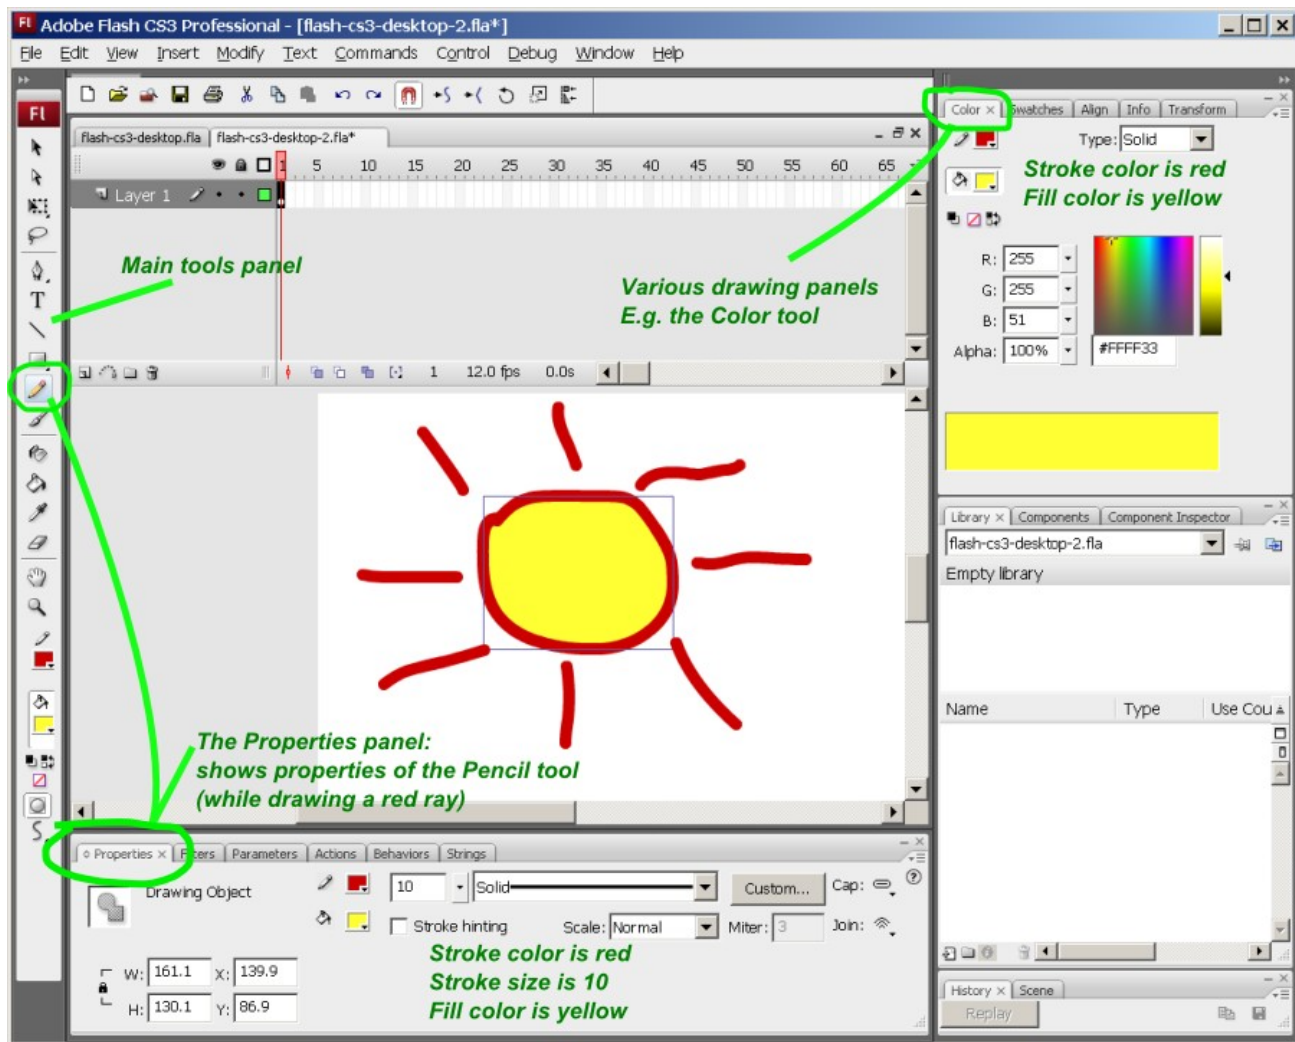 Adobe Flash CS3 Professional - [flash-cs3-desktop-2.fla*]
File Edit View Insert Modify Text Commands Control Debug Window Help
Fl
flash-cs3-desktop.fla flash-cs3-desktop-2.fla*
1 5 10 15 20 25 30 35 40 45 50 55 60 65
Layer 1
Main tools panel
Various drawing panels
E.g. the Color tool
1 12.0 fps 0.0s
Color Swatches Align Info Transform
Type: Solid
Stroke color is red
Fill color is yellow
R: 255
G: 255
B: 51
Alpha: 100% #FFFF33
Library Components Component Inspector
flash-cs3-desktop-2.fla
Empty library
Name Type Use Cou
The Properties panel:
shows properties of the Pencil tool
(while drawing a red ray)
Properties Filters Parameters Actions Behaviors Strings
Drawing Object 10 Solid Custom... Cap:
Stroke hinting Scale: Normal Miter: 3 Join:
Stroke color is red
Stroke size is 10
Fill color is yellow
W: 161.1 X: 139.9
H: 130.1 Y: 86.9
History Scene
Replay